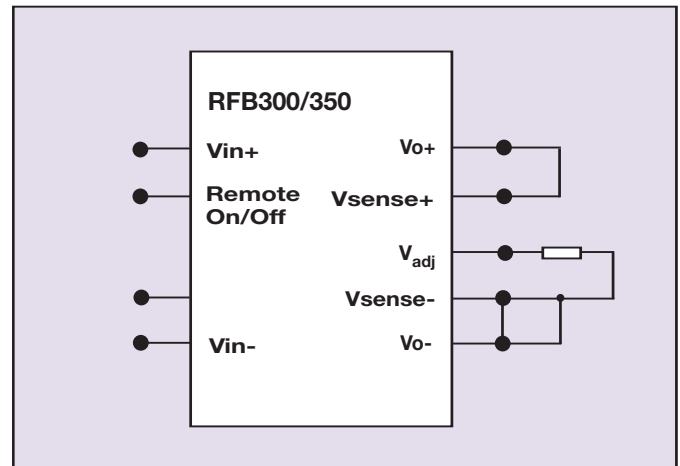 RFB300/350
Vin+
Vo+
Remote
On/Off
Vsense+
Vadj
Vsense-
Vin-
Vo-